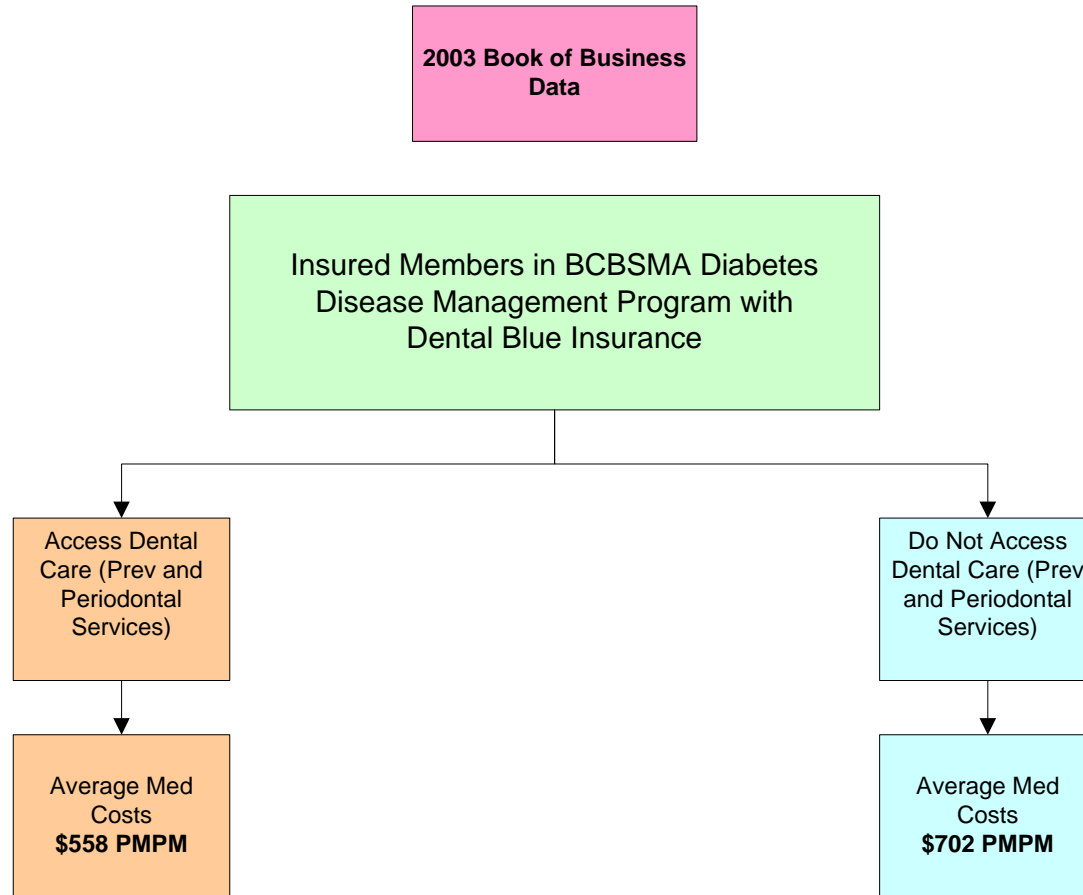 2003 Book of Business
Data
Insured Members in BCBSMA Diabetes
Disease Management Program with
Dental Blue Insurance
Access Dental
Care (Prev and
Periodontal
Services)
Do Not Access
Dental Care (Prev
and Periodontal
Services)
Average Med
Costs
$558 PMPM
Average Med
Costs
$702 PMPM